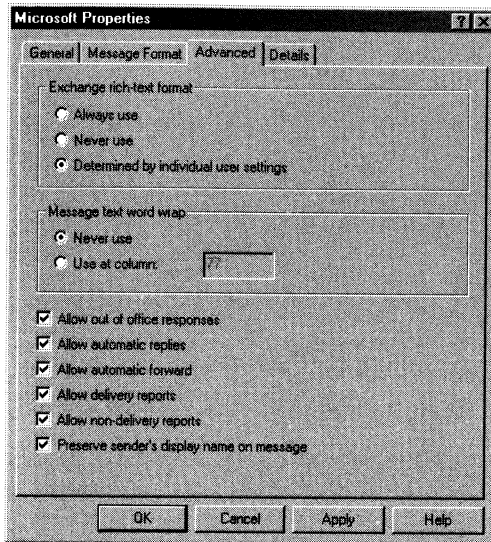 Microsoft Properties
General Message Format Advanced Details
Exchange rich-text format
Always use
Never use
Determined by individual user settings
Message text word wrap
Never use
Use at column: 77
Allow out of office responses
Allow automatic replies
Allow automatic forward
Allow delivery reports
Allow non-delivery reports
Preserve sender's display name on message
OK Cancel Apply Help